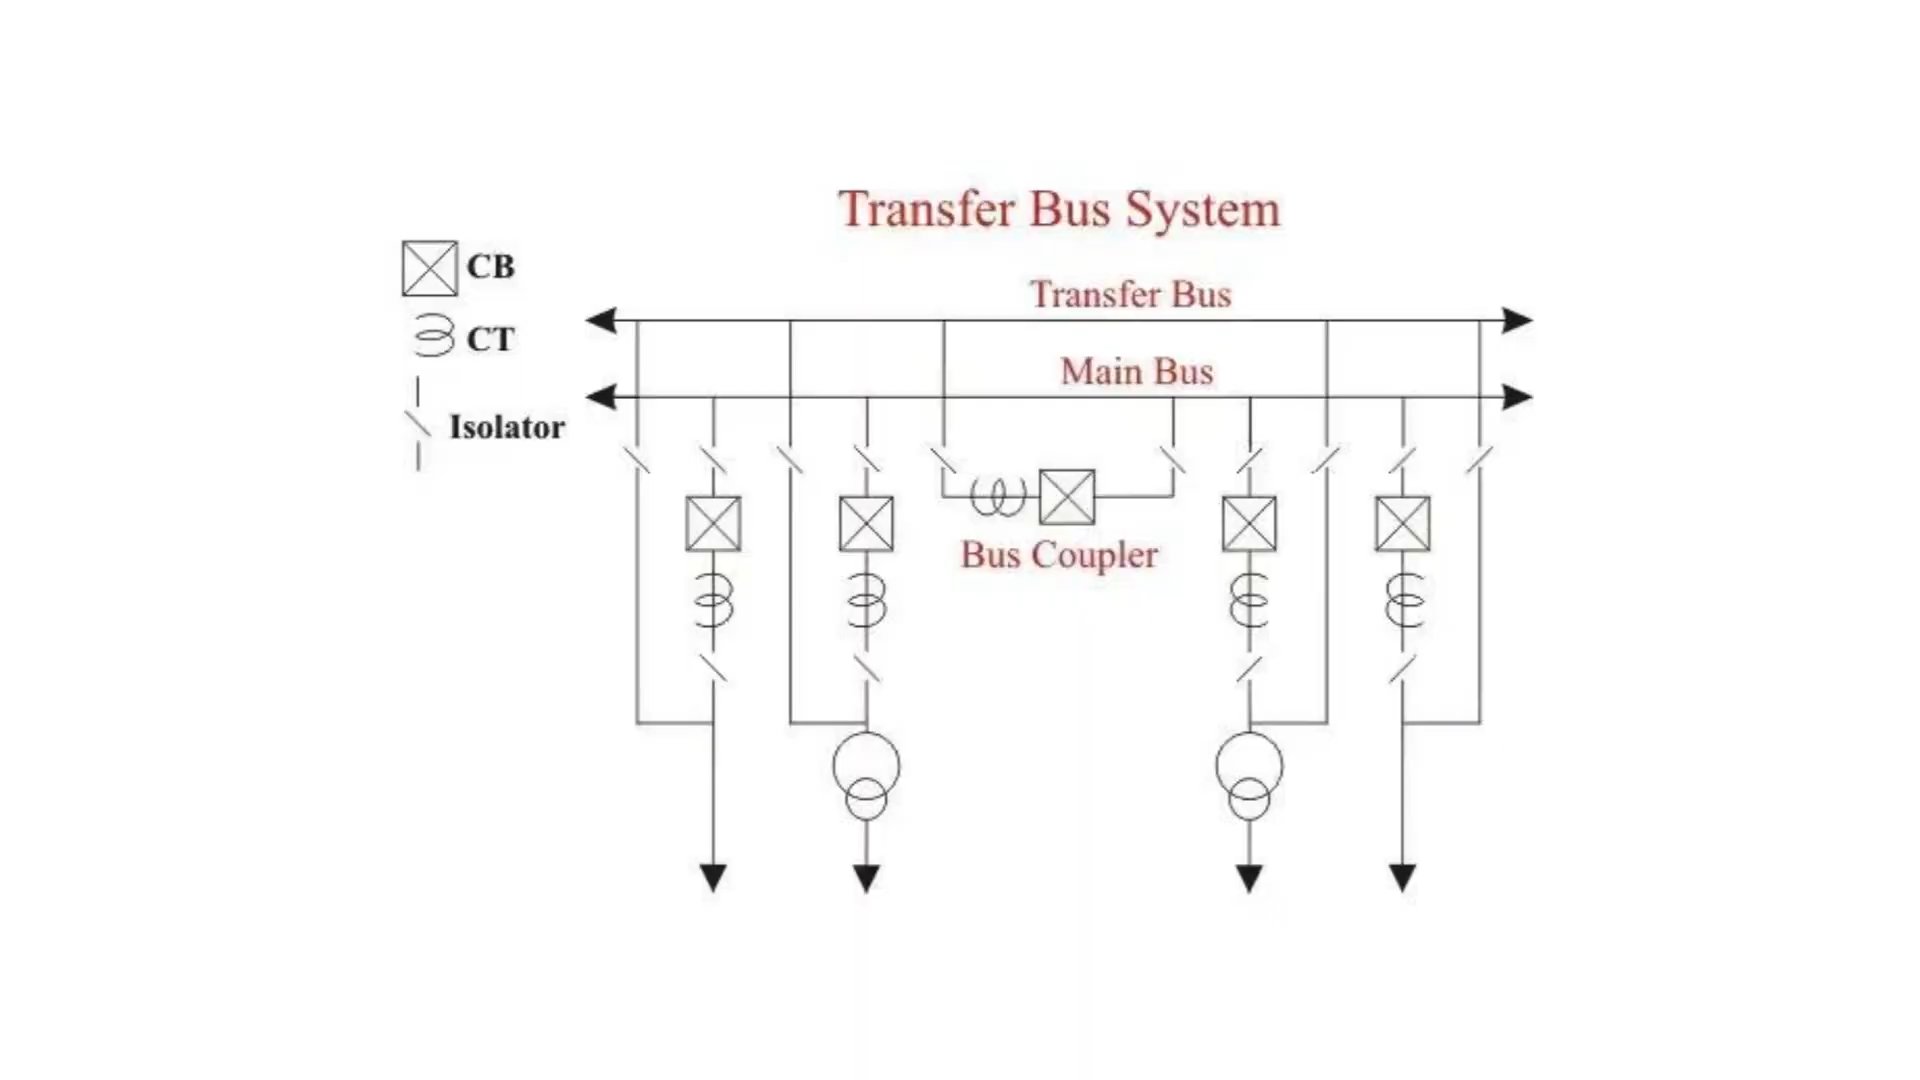 Transfer Bus System
CB
CT
Isolator
Transfer Bus
Main Bus
Bus Coupler